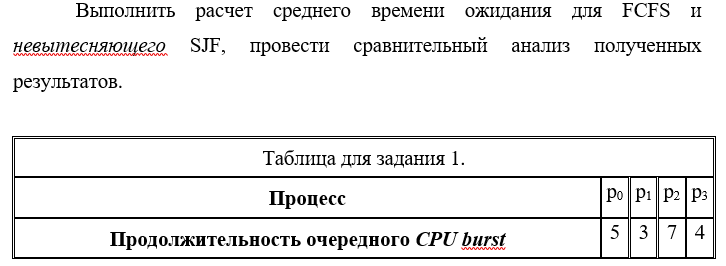 Выполнить расчет среднего времени ожидания для FCFS и
невытесняющего SJF, провести сравнительный анализ полученных
результатов.
Таблица для задания 1.
Процесс p₀ p₁ p₂ p₃
Продолжительность очередного CPU burst 5 3 7 4